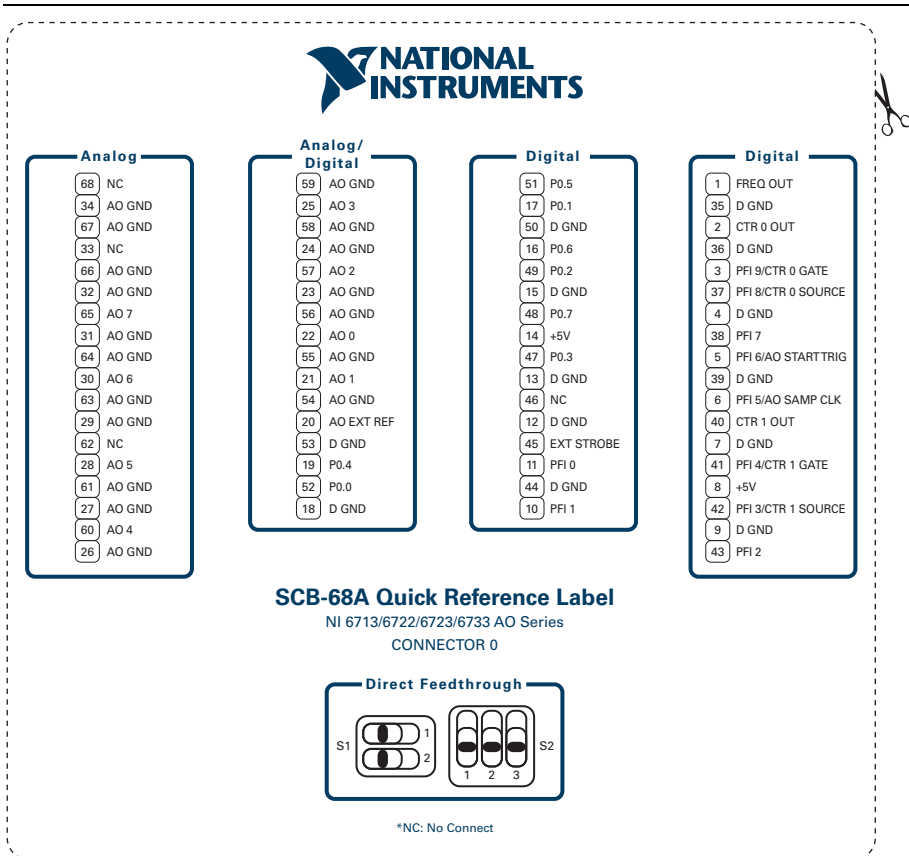 NATIONAL
INSTRUMENTS
Analog
68 NC
34 AO GND
67 AO GND
33 NC
66 AO GND
32 AO GND
65 AO 7
31 AO GND
64 AO GND
30 AO 6
63 AO GND
29 AO GND
62 NC
28 AO 5
61 AO GND
27 AO GND
60 AO 4
26 AO GND
Analog/
Digital
59 AO GND
25 AO 3
58 AO GND
24 AO GND
57 AO 2
23 AO GND
56 AO GND
22 AO 0
55 AO GND
21 AO 1
54 AO GND
20 AO EXT REF
53 D GND
19 P0.4
52 P0.0
18 D GND
Digital
51 P0.5
17 P0.1
50 D GND
16 P0.6
49 P0.2
15 D GND
48 P0.7
14 +5V
47 P0.3
13 D GND
46 NC
12 D GND
45 EXT STROBE
11 PFI 0
44 D GND
10 PFI 1
Digital
1 FREQ OUT
35 D GND
2 CTR 0 OUT
36 D GND
3 PFI 9/CTR 0 GATE
37 PFI 8/CTR 0 SOURCE
4 D GND
38 PFI 7
5 PFI 6/AO START TRIG
39 D GND
6 PFI 5/AO SAMP CLK
40 CTR 1 OUT
7 D GND
41 PFI 4/CTR 1 GATE
8 +5V
42 PFI 3/CTR 1 SOURCE
9 D GND
43 PFI 2
SCB-68A Quick Reference Label
NI 6713/6722/6723/6733 AO Series
CONNECTOR 0
Direct Feedthrough
S1
1
2
S2
1 2 3
*NC: No Connect